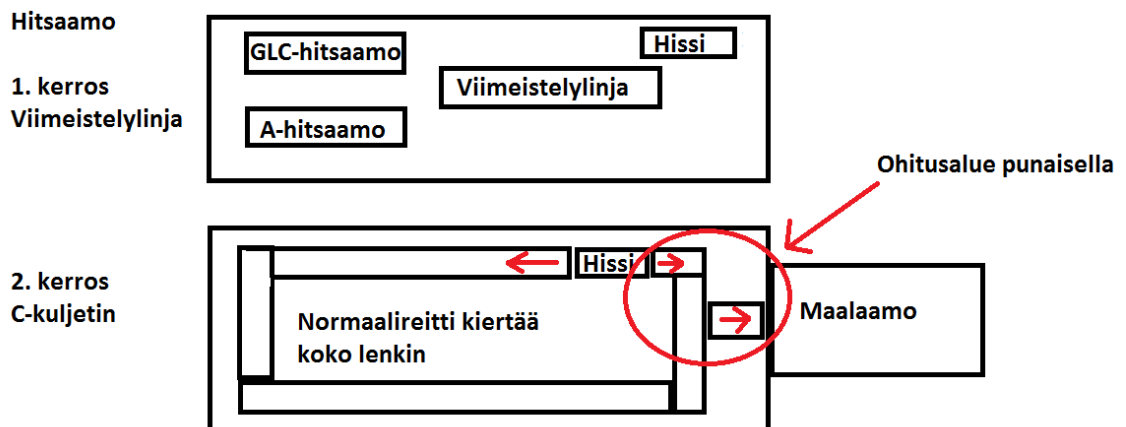 Hitsaamo
1. kerros
Viimeistelylinja
GLC-hitsaamo
Hissi
Viimeistelylinja
A-hitsaamo
Ohitusalue punaisella
2. kerros
C-kuljetin
Hissi
Normaalireitti kiertää
koko lenkin
Maalaamo